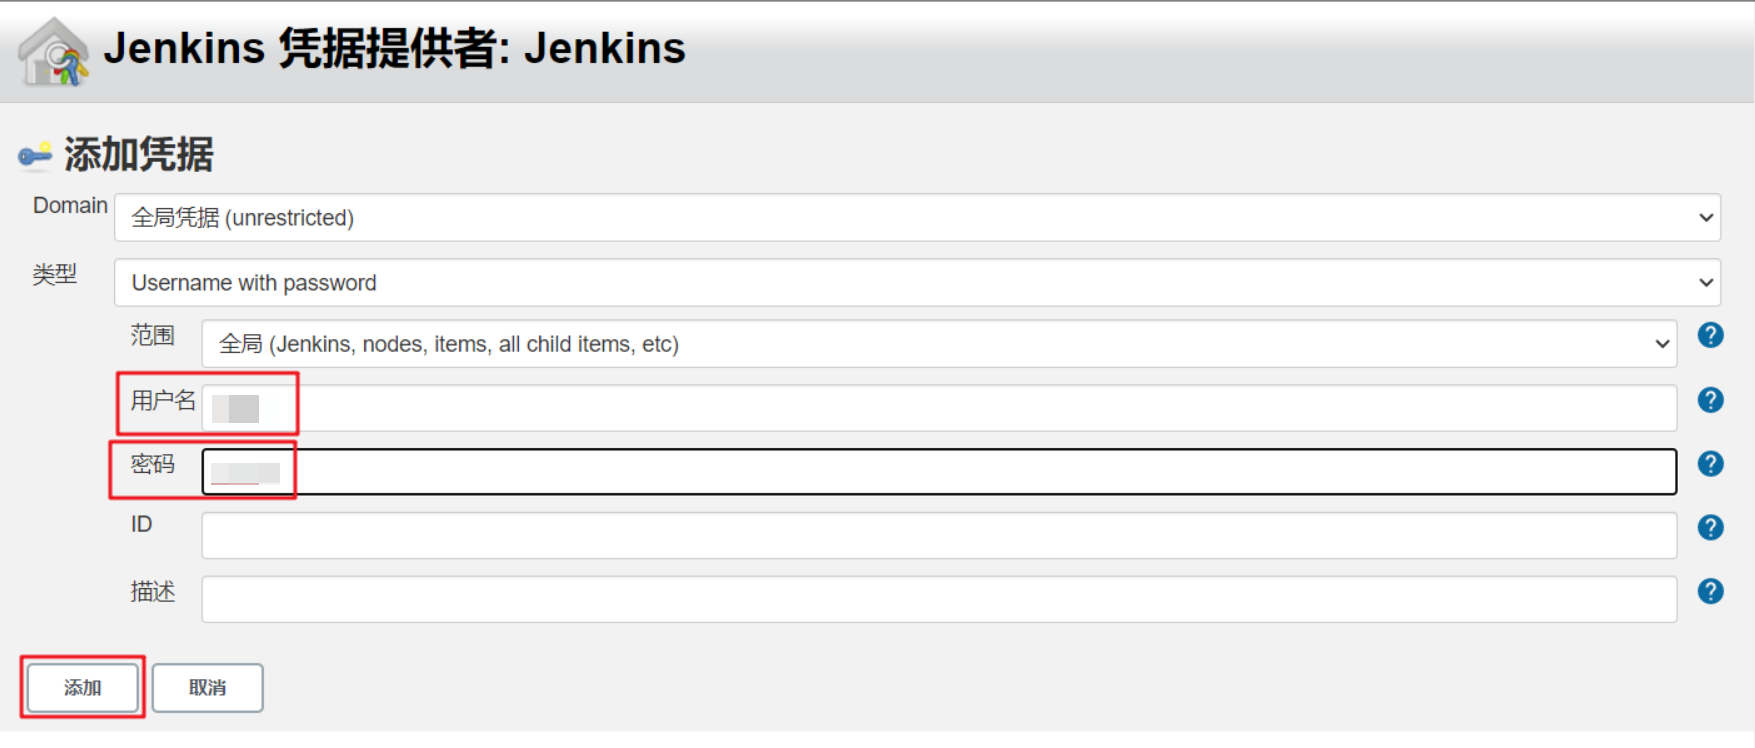 Jenkins 凭据提供者: Jenkins
添加凭据
Domain
全局凭据 (unrestricted)
类型
Username with password
范围
全局 (Jenkins, nodes, items, all child items, etc)
?
用户名
?
密码
?
ID
?
描述
?
添加
取消